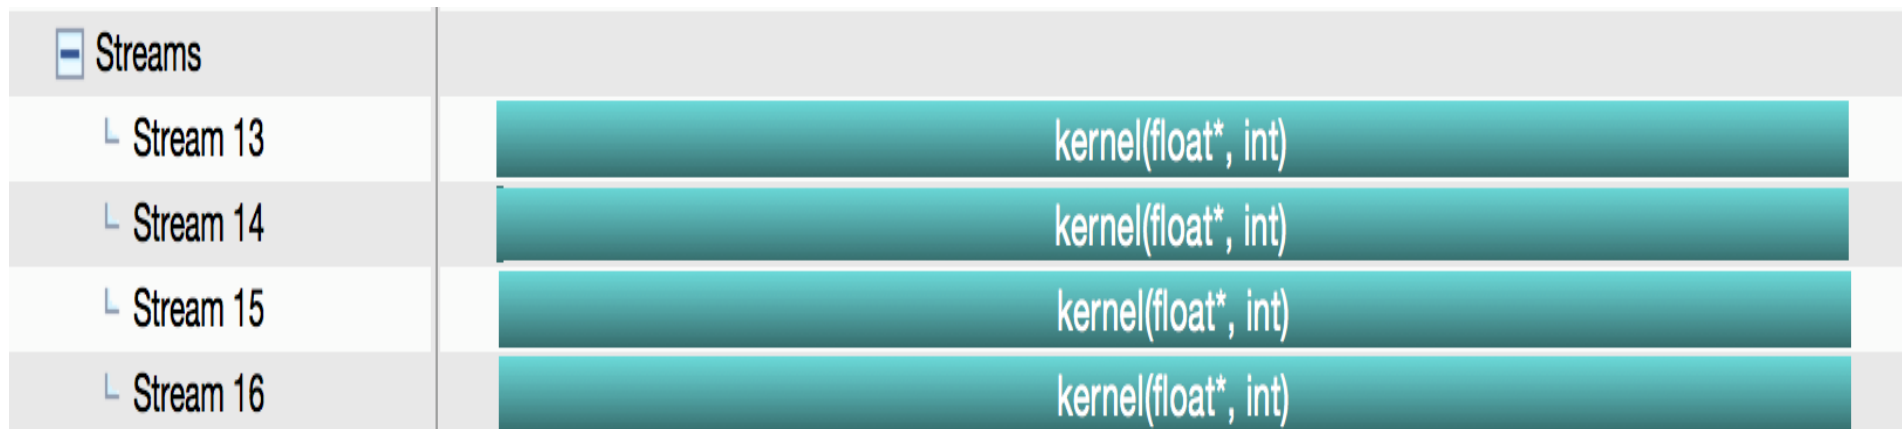 Streams
Stream 13 kernel(float*, int)
Stream 14 kernel(float*, int)
Stream 15 kernel(float*, int)
Stream 16 kernel(float*, int)